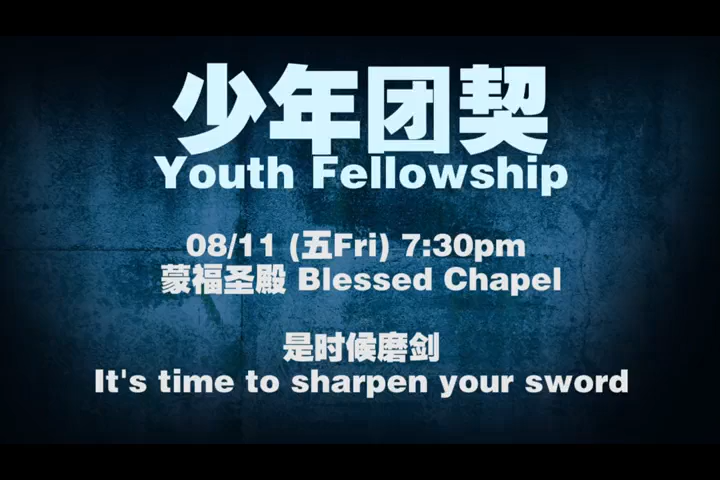 少年团契
Youth Fellowship
08/11 (五Fri) 7:30pm
蒙福圣殿 Blessed Chapel
是时候磨剑
It's time to sharpen your sword